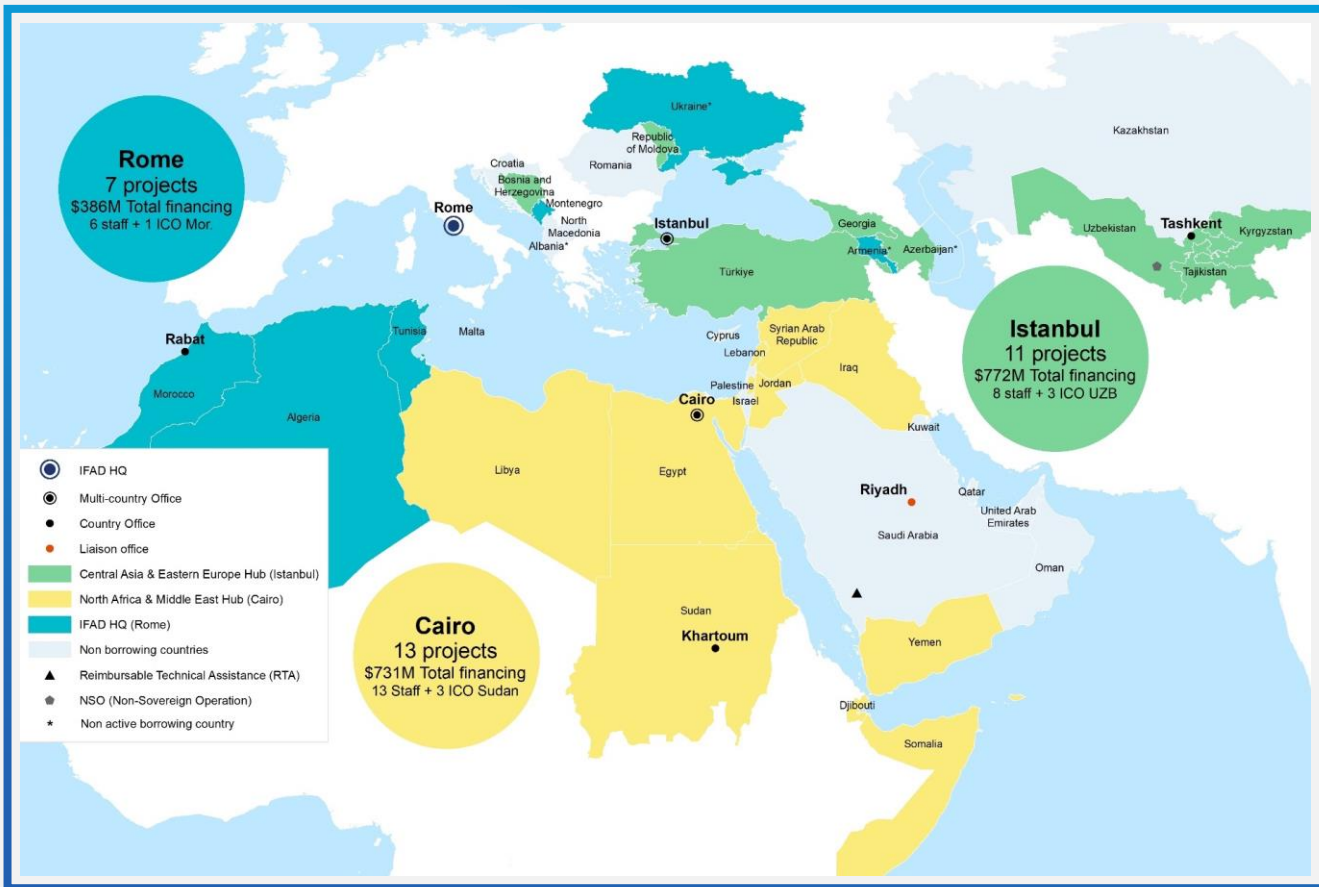 Rome
7 projects
$386M Total financing
6 staff + 1 ICO Mor.
Ukraine*
Republic
of Moldova
Romania
Croatia
Bosnia and
Herzegovina
Montenegro
North
Macedonia
Albania*
Rome
Istanbul
Türkiye
Georgia
Armenia*
Azerbaijan*
Kazakhstan
Uzbekistan
Tashkent
Kyrgyzstan
Tajikistan
Istanbul
11 projects
$772M Total financing
8 staff + 3 ICO UZB
Rabat
Morocco
Algeria
Tunisia
Malta
Cyprus
Lebanon
Syrian Arab
Republic
Iraq
Palestine
Jordan
Israel
Cairo
Kuwait
Libya
Egypt
Riyadh
Qatar
United Arab
Emirates
Saudi Arabia
Oman
Sudan
Khartoum
Yemen
Djibouti
Somalia
Cairo
13 projects
$731M Total financing
13 Staff + 3 ICO Sudan
IFAD HQ
Multi-country Office
Country Office
Liaison office
Central Asia & Eastern Europe Hub (Istanbul)
North Africa & Middle East Hub (Cairo)
IFAD HQ (Rome)
Non borrowing countries
Reimbursable Technical Assistance (RTA)
NSO (Non-Sovereign Operation)
* Non active borrowing country